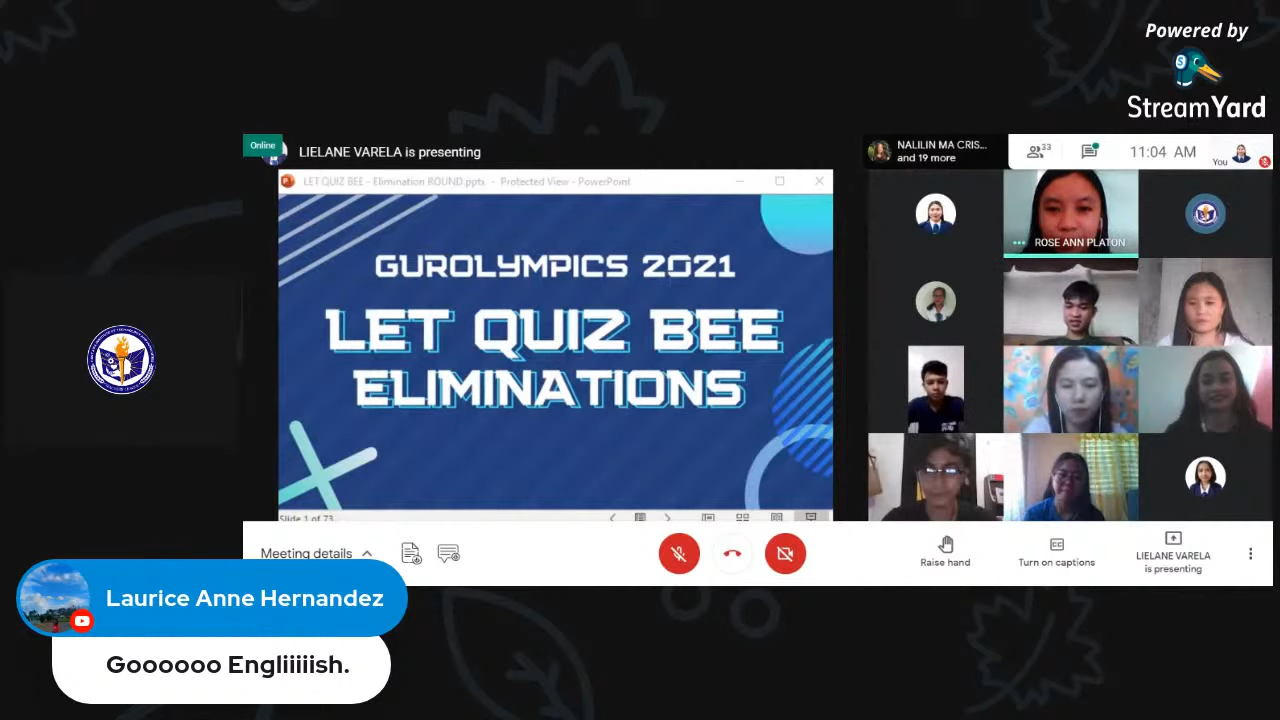 Powered by
StreamYard
Online
LIELANE VARELA is presenting
NALILIN MA CRIS...
and 19 more
33
11:04 AM
You
LET QUIZ BEE - Elimination ROUND.pptx - Protected View - PowerPoint
GUROLYMPICS 2021
LET QUIZ BEE
ELIMINATIONS
ROSE ANN PLATON
Slide 1 of 73
Meeting details
Raise hand
Turn on captions
LIELANE VARELA
is presenting
Laurice Anne Hernandez
Goooooo Engliiiiish.